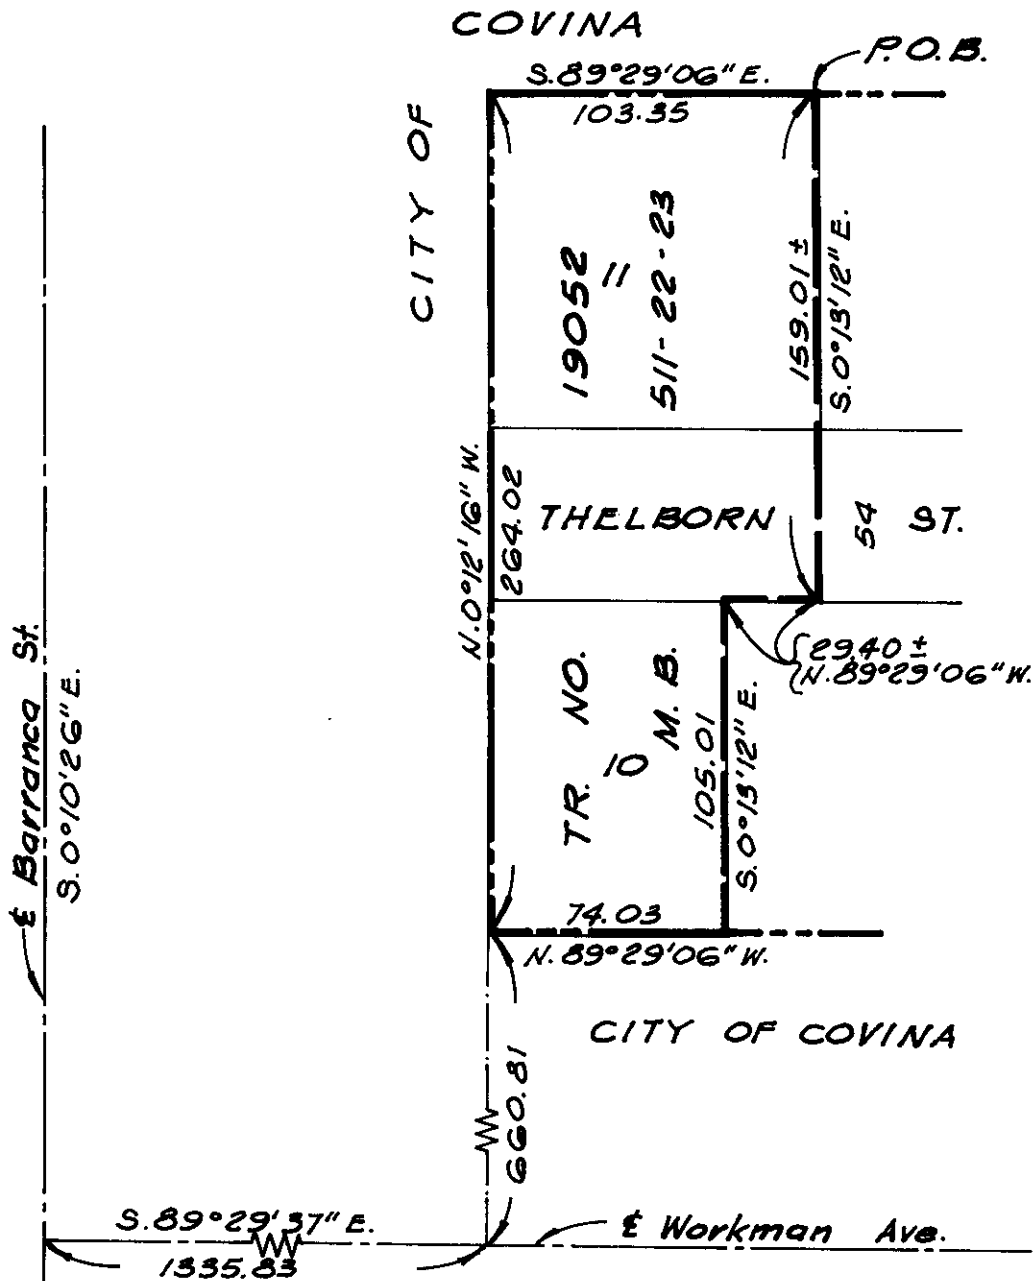 COVINA
P.O.B.
S.89°29'06"E.
103.35
CITY OF
TR. NO. 19052
11
M. B. 511-22-23
159.01 ±
S.0°13'12"E.
N.0°12'16"W.
264.02
THELBORN ST.
54
29.40 ±
N.89°29'06"W.
10
105.01
S.0°13'12"E.
℄ Barranca St.
S.0°10'26"E.
74.03
N.89°29'06"W.
CITY OF COVINA
660.81
S.89°29'37"E.
1335.83
℄ Workman Ave.